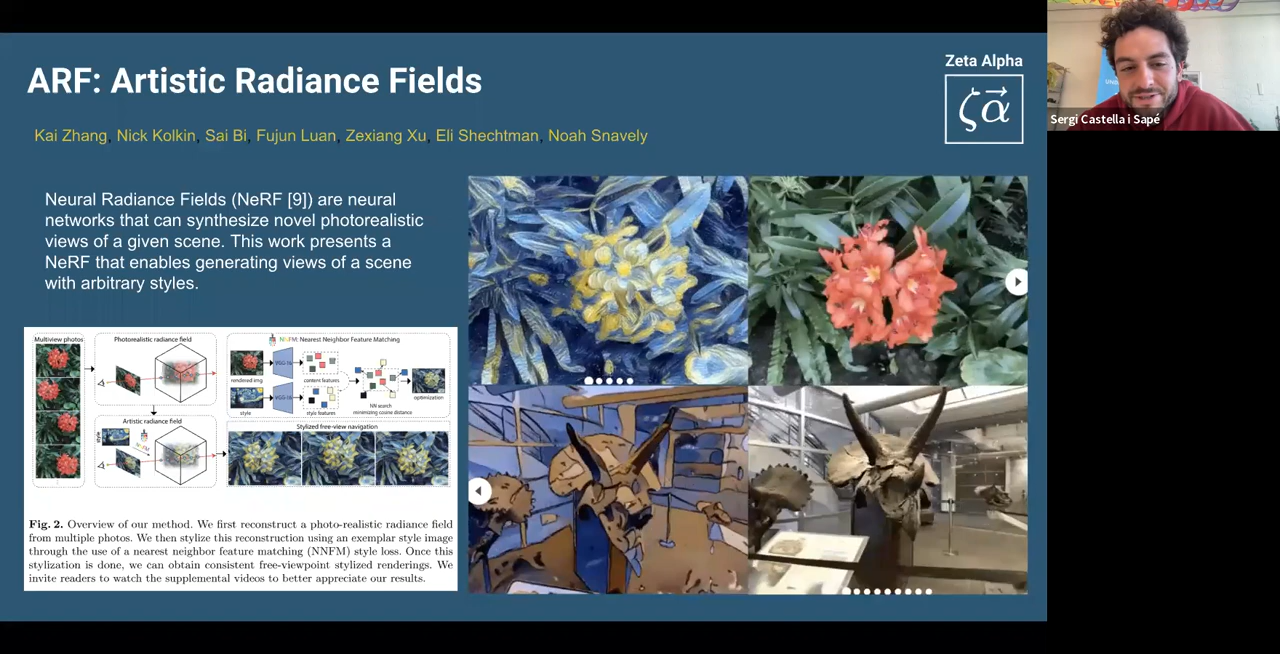 ARF: Artistic Radiance Fields
Zeta Alpha
ζα
Kai Zhang, Nick Kolkin, Sai Bi, Fujun Luan, Zexiang Xu, Eli Shechtman, Noah Snavely
Sergi Castella i Sapé
Neural Radiance Fields (NeRF [9]) are neural
networks that can synthesize novel photorealistic
views of a given scene. This work presents a
NeRF that enables generating views of a scene
with arbitrary styles.
Multiview photos
Photorealistic radiance field
NNFM: Nearest Neighbor Feature Matching
rendered img
VGG-16
content features
style
VGG-16
style features
NN search
minimizing cosine distance
optimization
Artistic radiance field
style
Stylized free-view navigation
Fig. 2. Overview of our method. We first reconstruct a photo-realistic radiance field
from multiple photos. We then stylize this reconstruction using an exemplar style image
through the use of a nearest neighbor feature matching (NNFM) style loss. Once this
stylization is done, we can obtain consistent free-viewpoint stylized renderings. We
invite readers to watch the supplemental videos to better appreciate our results.